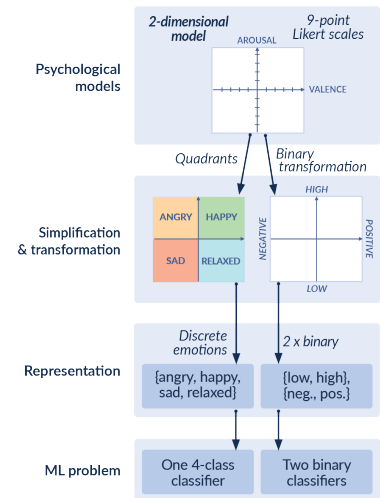 2-dimensional
model
9-point
Likert scales
AROUSAL
VALENCE
Psychological
models
Quadrants
Binary
transformation
HIGH
ANGRY
HAPPY
SAD
RELAXED
NEGATIVE
POSITIVE
LOW
Simplification
& transformation
Discrete
emotions
2 x binary
Representation
{angry, happy,
sad, relaxed}
{low, high},
{neg., pos.}
ML problem
One 4-class
classifier
Two binary
classifiers